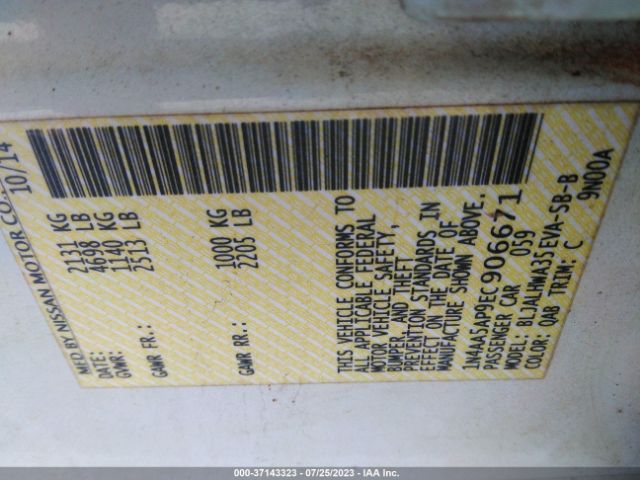 MFD BY NISSAN MOTOR CO.
DATE: 10/14
GVWR: 2131 KG
4698 LB
GAWR FR.: 1140 KG
2513 LB
GAWR RR.: 1000 KG
2205 LB
THIS VEHICLE CONFORMS TO
ALL APPLICABLE FEDERAL
MOTOR VEHICLE SAFETY,
BUMPER, AND THEFT
PREVENTION STANDARDS IN
EFFECT ON THE DATE OF
MANUFACTURE SHOWN ABOVE.
1N4AA5AP9EC906671
PASSENGER CAR 059
MODEL: BLJALHWA35EVA-SB-B
COLOR: QAB TRIM: C 9N00A
000-37143323 - 07/25/2023 - IAA Inc.